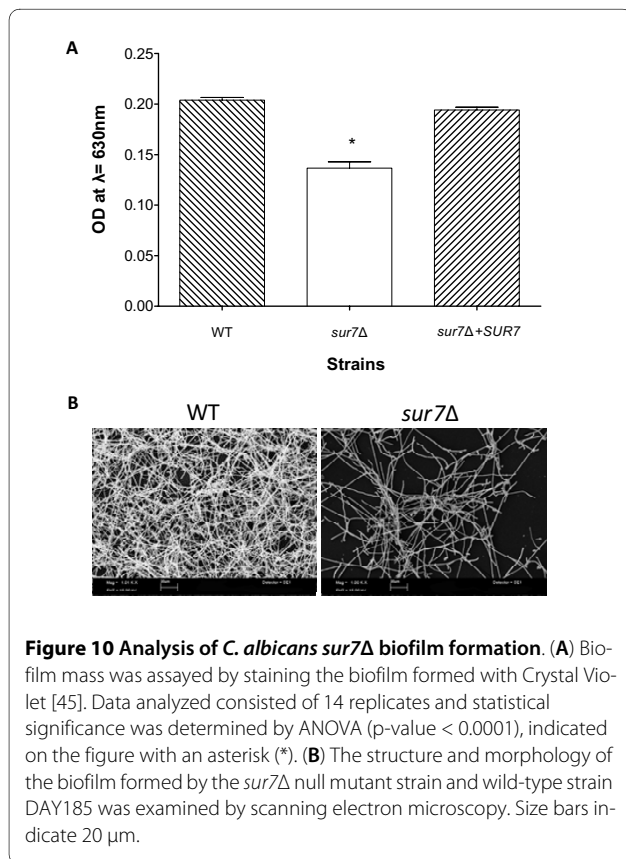 A
0.25
0.20
0.15
0.10
0.05
0.00
OD at λ= 630nm
*
WT
sur7Δ
sur7Δ+SUR7
Strains
B
WT
sur7Δ
Figure 10 Analysis of C. albicans sur7Δ biofilm formation. (A) Bio-
film mass was assayed by staining the biofilm formed with Crystal Vio-
let [45]. Data analyzed consisted of 14 replicates and statistical
significance was determined by ANOVA (p-value < 0.0001), indicated
on the figure with an asterisk (*). (B) The structure and morphology of
the biofilm formed by the sur7Δ null mutant strain and wild-type strain
DAY185 was examined by scanning electron microscopy. Size bars in-
dicate 20 μm.